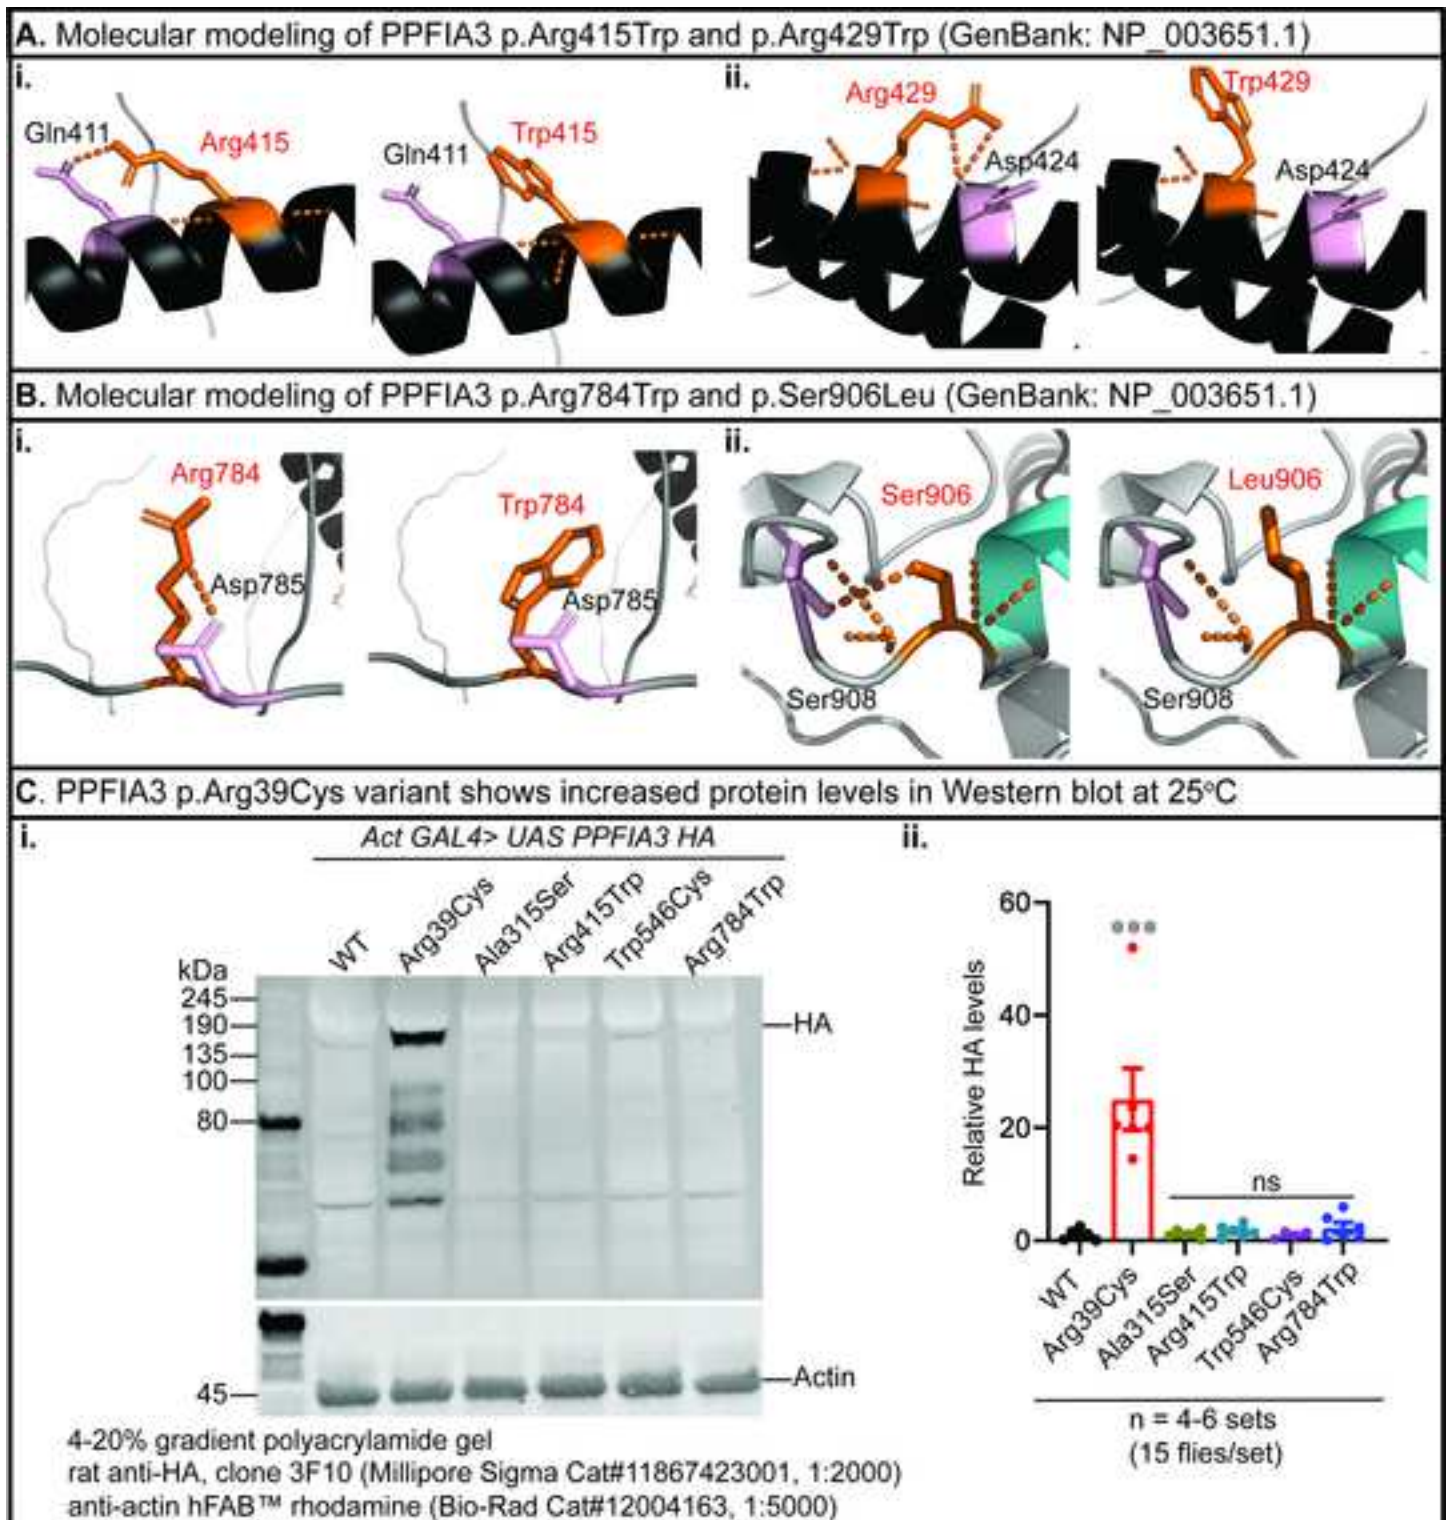 A. Molecular modeling of PPFIA3 p.Arg415Trp and p.Arg429Trp (GenBank: NP_003651.1)
i.
Gln411
Arg415
Gln411
Trp415
ii.
Arg429
Asp424
Trp429
Asp424
B. Molecular modeling of PPFIA3 p.Arg784Trp and p.Ser906Leu (GenBank: NP_003651.1)
i.
Arg784
Asp785
Trp784
Asp785
ii.
Ser906
Ser908
Leu906
Ser908
C. PPFIA3 p.Arg39Cys variant shows increased protein levels in Western blot at 25°C
i.
Act GAL4> UAS PPFIA3 HA
WT
Arg39Cys
Ala315Ser
Arg415Trp
Trp546Cys
Arg784Trp
kDa
245
190
135
100
80
45
HA
Actin
4-20% gradient polyacrylamide gel
rat anti-HA, clone 3F10 (Millipore Sigma Cat#11867423001, 1:2000)
anti-actin hFAB™ rhodamine (Bio-Rad Cat#12004163, 1:5000)
ii.
Relative HA levels
60
40
20
0
ns
WT
Arg39Cys
Ala315Ser
Arg415Trp
Trp546Cys
Arg784Trp
n = 4-6 sets
(15 flies/set)